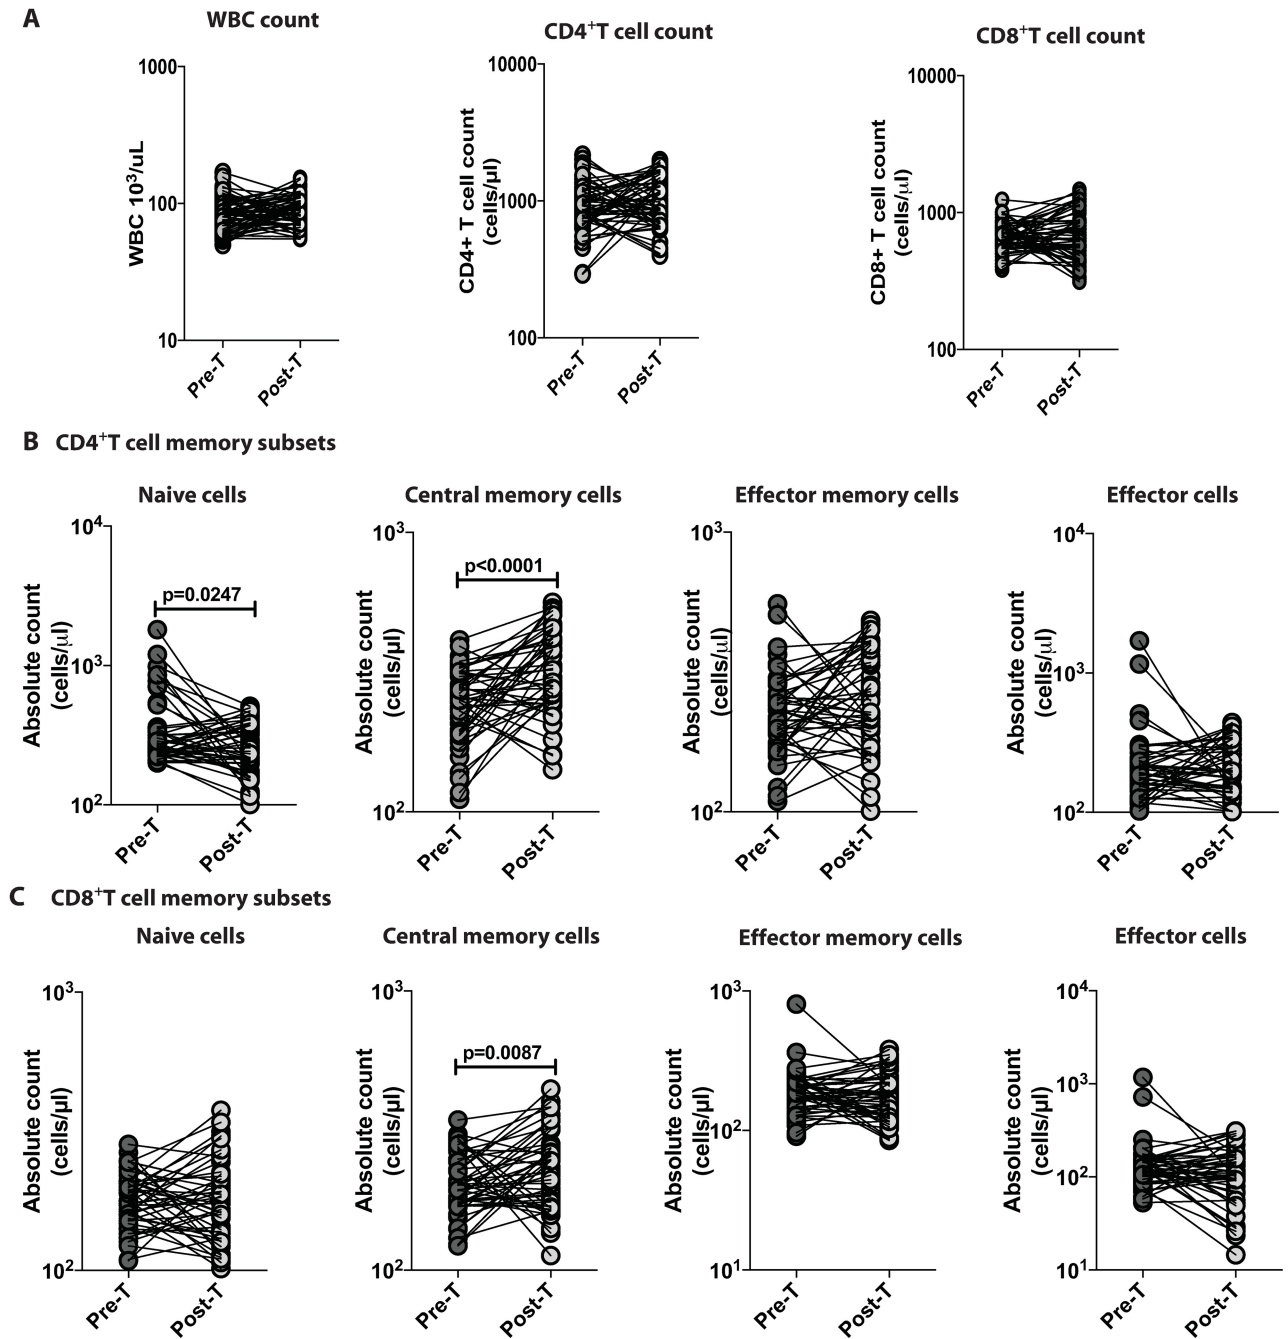 A
WBC count
CD4+T cell count
CD8+T cell count
WBC 10³/uL
1000
100
10
Pre-T
Post-T
CD4+ T cell count
(cells/µl)
10000
1000
100
Pre-T
Post-T
CD8+ T cell count
(cells/µl)
10000
1000
100
Pre-T
Post-T
B CD4+T cell memory subsets
Naive cells
Central memory cells
Effector memory cells
Effector cells
Absolute count
(cells/µl)
10⁴
10³
10²
p=0.0247
Pre-T
Post-T
Absolute count
(cells/µl)
10³
10²
p<0.0001
Pre-T
Post-T
Absolute count
(cells/µl)
10³
10²
Pre-T
Post-T
Absolute count
(cells/µl)
10⁴
10³
10²
Pre-T
Post-T
C CD8+T cell memory subsets
Naive cells
Central memory cells
Effector memory cells
Effector cells
Absolute count
(cells/µl)
10³
10²
Pre-T
Post-T
Absolute count
(cells/µl)
10³
10²
p=0.0087
Pre-T
Post-T
Absolute count
(cells/µl)
10³
10²
10¹
Pre-T
Post-T
Absolute count
(cells/µl)
10⁴
10³
10²
10¹
Pre-T
Post-T